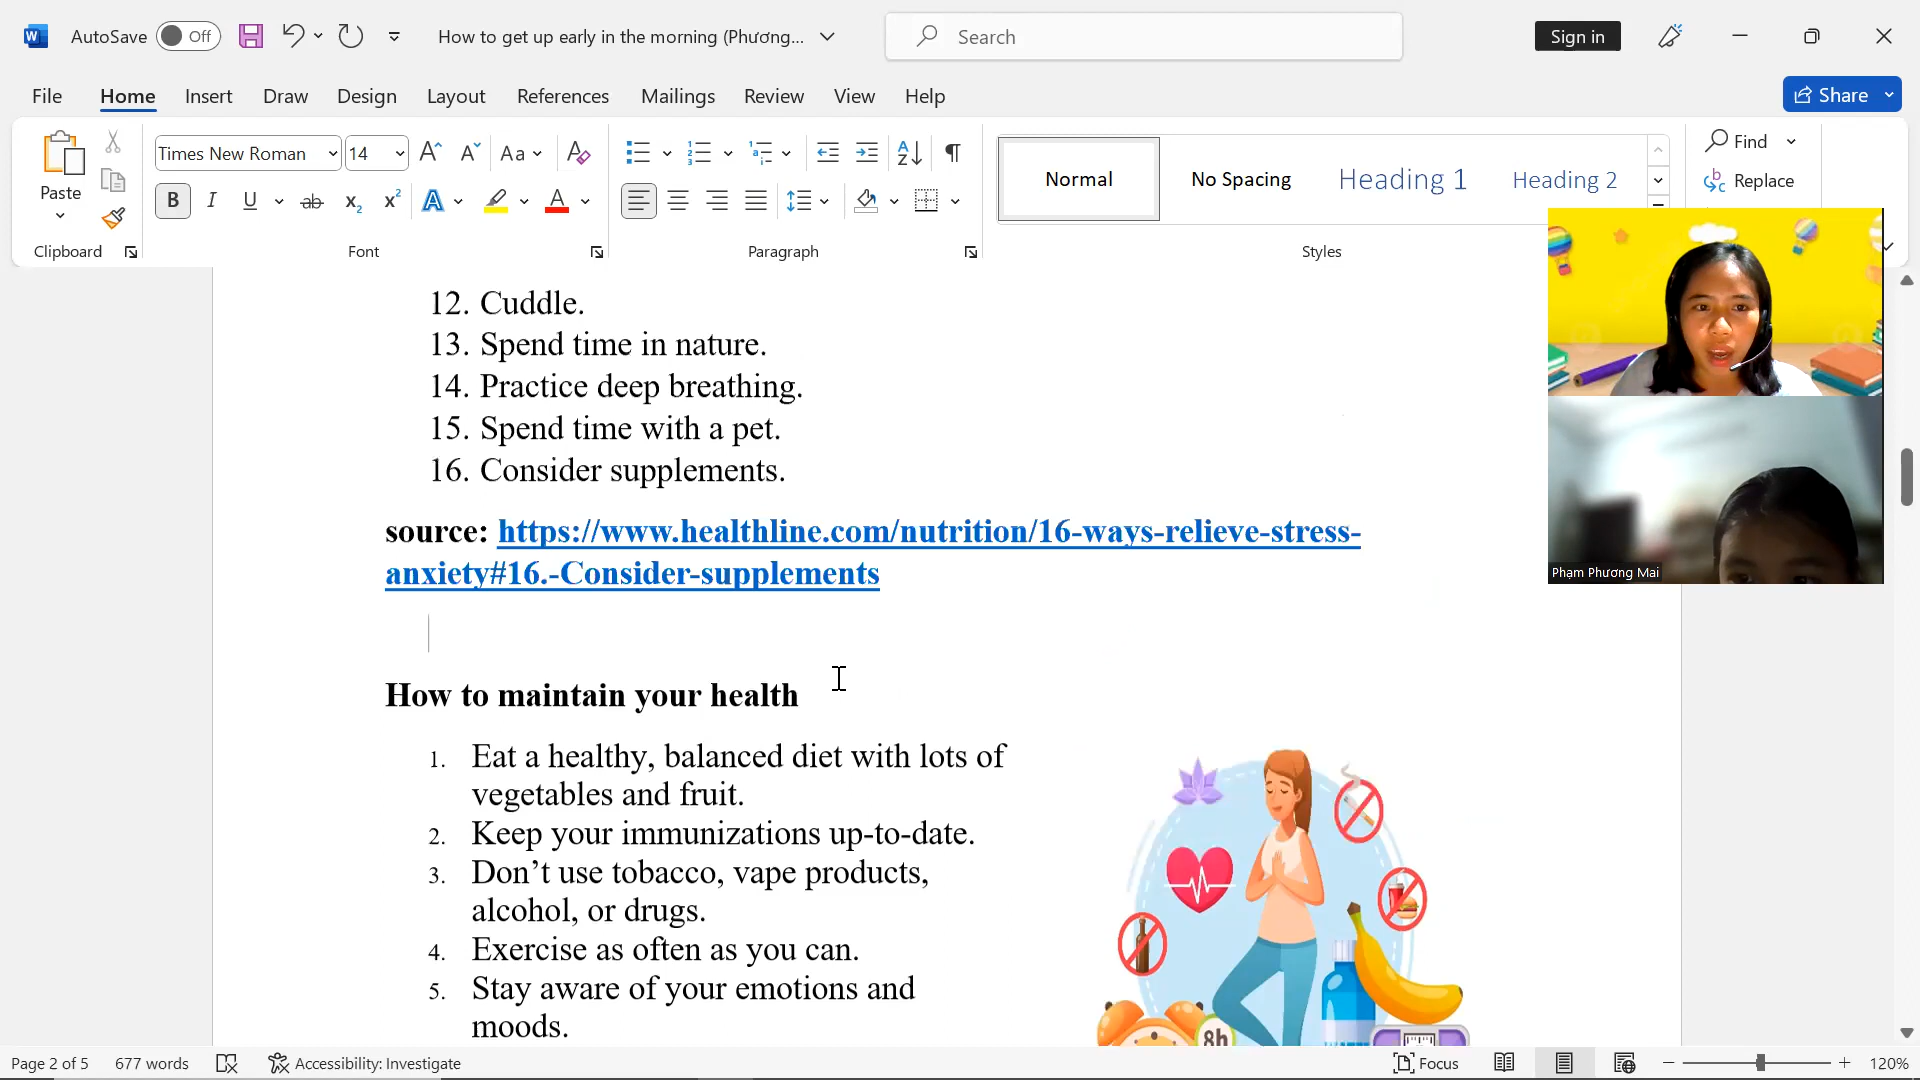 AutoSave Off How to get up early in the morning (Phương... Search Sign in
File Home Insert Draw Design Layout References Mailings Review View Help Share
Paste
Clipboard
Times New Roman 14
Font
Paragraph
Normal
No Spacing
Heading 1
Heading 2
Styles
Find
Replace
12. Cuddle.
13. Spend time in nature.
14. Practice deep breathing.
15. Spend time with a pet.
16. Consider supplements.
source: https://www.healthline.com/nutrition/16-ways-relieve-stress-
anxiety#16.-Consider-supplements
How to maintain your health
1. Eat a healthy, balanced diet with lots of
vegetables and fruit.
2. Keep your immunizations up-to-date.
3. Don’t use tobacco, vape products,
alcohol, or drugs.
4. Exercise as often as you can.
5. Stay aware of your emotions and
moods.
8h
Phạm Phương Mai
Page 2 of 5 677 words Accessibility: Investigate Focus 120%